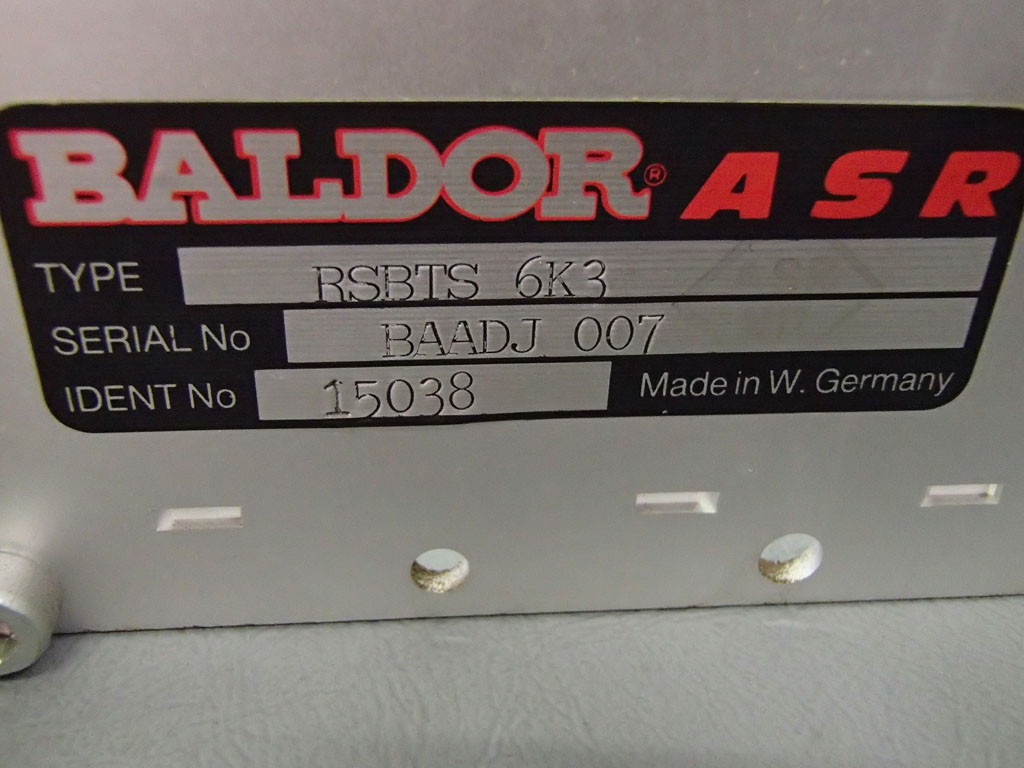 BALDOR® ASR
TYPE RSBTS 6K3
SERIAL No BAADJ 007
IDENT No 15038 Made in W. Germany